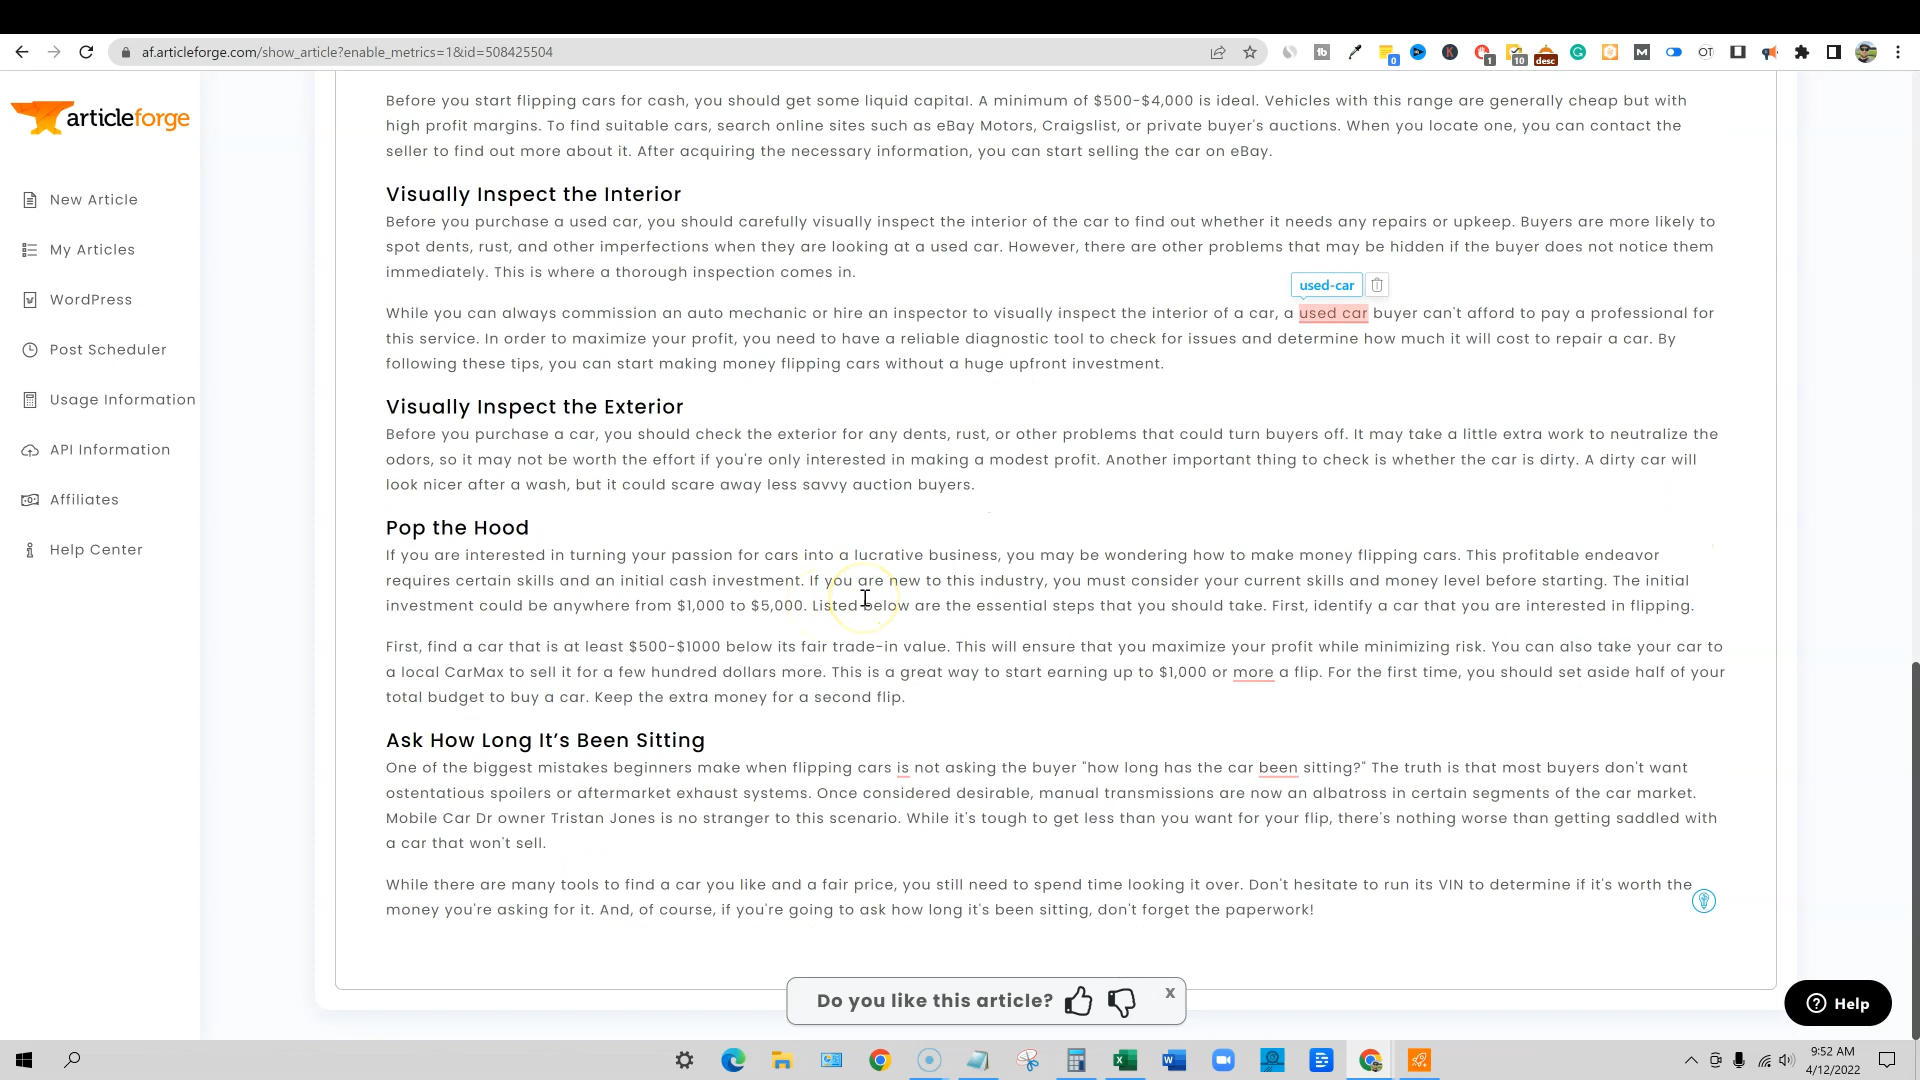 af.articleforge.com/show_article?enable_metrics=1&id=508425504
0
1
10
desc
articleforge
New Article
My Articles
WordPress
Post Scheduler
Usage Information
API Information
Affiliates
Help Center
Before you start flipping cars for cash, you should get some liquid capital. A minimum of $500-$4,000 is ideal. Vehicles with this range are generally cheap but with
high profit margins. To find suitable cars, search online sites such as eBay Motors, Craigslist, or private buyer's auctions. When you locate one, you can contact the
seller to find out more about it. After acquiring the necessary information, you can start selling the car on eBay.
Visually Inspect the Interior
Before you purchase a used car, you should carefully visually inspect the interior of the car to find out whether it needs any repairs or upkeep. Buyers are more likely to
spot dents, rust, and other imperfections when they are looking at a used car. However, there are other problems that may be hidden if the buyer does not notice them
immediately. This is where a thorough inspection comes in.
used-car
While you can always commission an auto mechanic or hire an inspector to visually inspect the interior of a car, a used car buyer can't afford to pay a professional for
this service. In order to maximize your profit, you need to have a reliable diagnostic tool to check for issues and determine how much it will cost to repair a car. By
following these tips, you can start making money flipping cars without a huge upfront investment.
Visually Inspect the Exterior
Before you purchase a car, you should check the exterior for any dents, rust, or other problems that could turn buyers off. It may take a little extra work to neutralize the
odors, so it may not be worth the effort if you're only interested in making a modest profit. Another important thing to check is whether the car is dirty. A dirty car will
look nicer after a wash, but it could scare away less savvy auction buyers.
Pop the Hood
If you are interested in turning your passion for cars into a lucrative business, you may be wondering how to make money flipping cars. This profitable endeavor
requires certain skills and an initial cash investment. If you are new to this industry, you must consider your current skills and money level before starting. The initial
investment could be anywhere from $1,000 to $5,000. Listed below are the essential steps that you should take. First, identify a car that you are interested in flipping.
First, find a car that is at least $500-$1000 below its fair trade-in value. This will ensure that you maximize your profit while minimizing risk. You can also take your car to
a local CarMax to sell it for a few hundred dollars more. This is a great way to start earning up to $1,000 or more a flip. For the first time, you should set aside half of your
total budget to buy a car. Keep the extra money for a second flip.
Ask How Long It's Been Sitting
One of the biggest mistakes beginners make when flipping cars is not asking the buyer "how long has the car been sitting?" The truth is that most buyers don't want
ostentatious spoilers or aftermarket exhaust systems. Once considered desirable, manual transmissions are now an albatross in certain segments of the car market.
Mobile Car Dr owner Tristan Jones is no stranger to this scenario. While it's tough to get less than you want for your flip, there's nothing worse than getting saddled with
a car that won't sell.
While there are many tools to find a car you like and a fair price, you still need to spend time looking it over. Don't hesitate to run its VIN to determine if it's worth the
money you're asking for it. And, of course, if you're going to ask how long it's been sitting, don't forget the paperwork!
Do you like this article?
x
Help
9:52 AM
4/12/2022